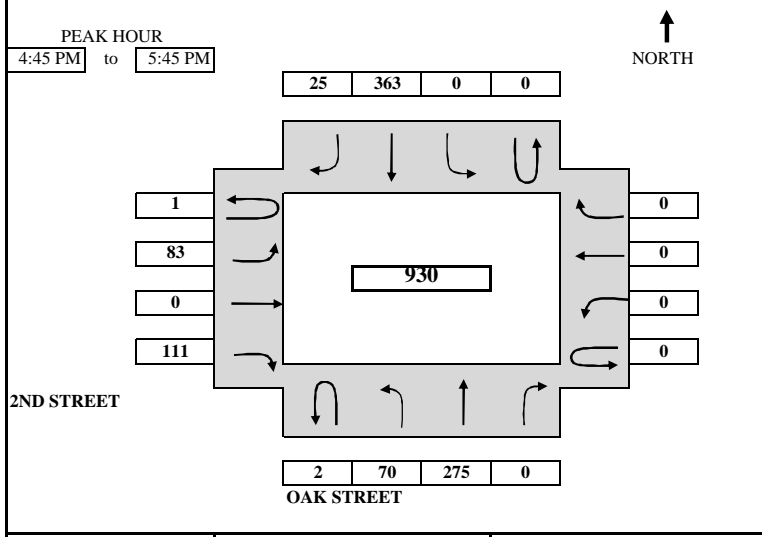 PEAK HOUR
4:45 PM to 5:45 PM
NORTH
25 363 0 0
1 0
83 0
930
0 0
111 0
2ND STREET
2 70 275 0
OAK STREET